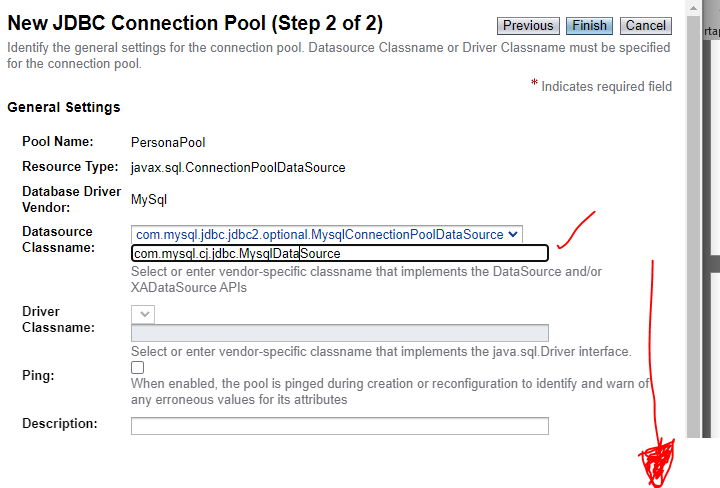 New JDBC Connection Pool (Step 2 of 2)
Previous Finish Cancel
Identify the general settings for the connection pool. Datasource Classname or Driver Classname must be specified
for the connection pool.
* Indicates required field
General Settings
Pool Name: PersonaPool
Resource Type: javax.sql.ConnectionPoolDataSource
Database Driver
Vendor: MySql
Datasource
Classname:
com.mysql.jdbc.jdbc2.optional.MysqlConnectionPoolDataSource
com.mysql.cj.jdbc.MysqlDataSource
Select or enter vendor-specific classname that implements the DataSource and/or
XADataSource APIs
Driver
Classname:
Select or enter vendor-specific classname that implements the java.sql.Driver interface.
Ping:
When enabled, the pool is pinged during creation or reconfiguration to identify and warn of
any erroneous values for its attributes
Description: